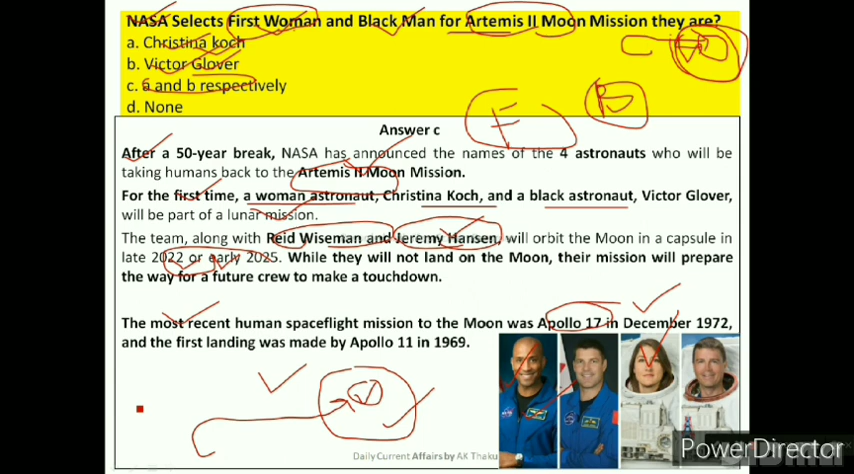 NASA Selects First Woman and Black Man for Artemis II Moon Mission they are?
a. Christina koch
b. Victor Glover
c. a and b respectively
d. None
Answer c
After a 50-year break, NASA has announced the names of the 4 astronauts who will be
taking humans back to the Artemis II Moon Mission.
For the first time, a woman astronaut, Christina Koch, and a black astronaut, Victor Glover,
will be part of a lunar mission.
The team, along with Reid Wiseman and Jeremy Hansen, will orbit the Moon in a capsule in
late 2022 or early 2025. While they will not land on the Moon, their mission will prepare
the way for a future crew to make a touchdown.
The most recent human spaceflight mission to the Moon was Apollo 17 in December 1972,
and the first landing was made by Apollo 11 in 1969.
F
B
Daily Current Affairs by AK Thaku
PowerDirector